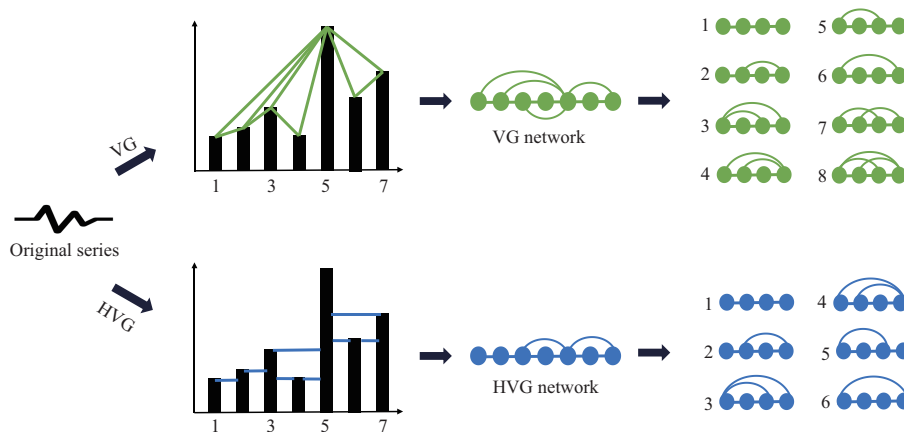 1 5
2 6
3 7
4 8
VG
1 3 5 7
VG network
Original series
HVG
1 3 5 7
HVG network
1 4
2 5
3 6